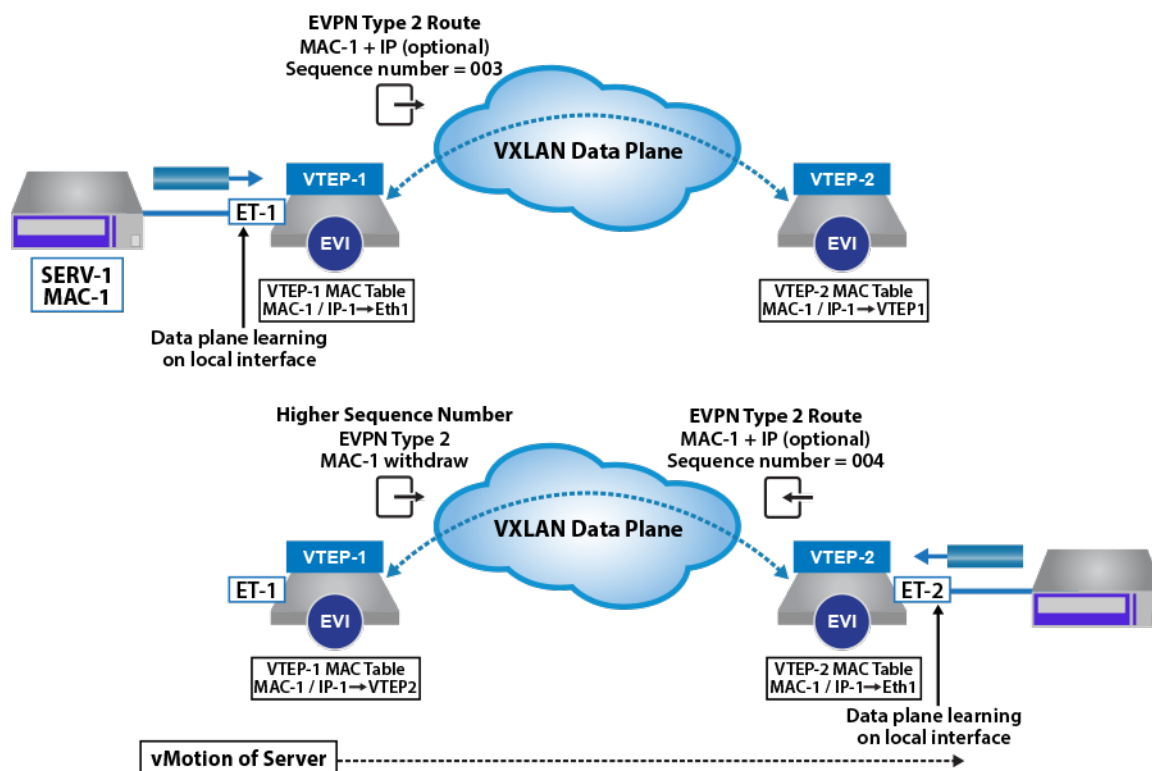 EVPN Type 2 Route
MAC-1 + IP (optional)
Sequence number = 003
VXLAN Data Plane
VTEP-1
VTEP-2
ET-1
EVI
EVI
SERV-1
MAC-1
VTEP-1 MAC Table
MAC-1 / IP-1→Eth1
VTEP-2 MAC Table
MAC-1 / IP-1→VTEP1
Data plane learning
on local interface
Higher Sequence Number
EVPN Type 2
MAC-1 withdraw
EVPN Type 2 Route
MAC-1 + IP (optional)
Sequence number = 004
VXLAN Data Plane
VTEP-1
VTEP-2
ET-1
ET-2
EVI
EVI
VTEP-1 MAC Table
MAC-1 / IP-1→VTEP2
VTEP-2 MAC Table
MAC-1 / IP-1→Eth1
Data plane learning
on local interface
vMotion of Server